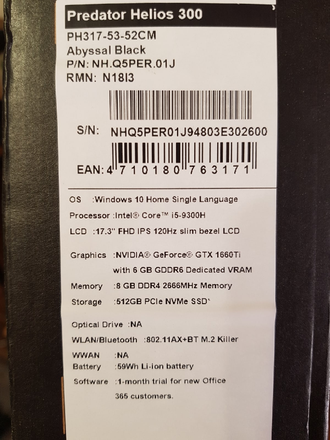 Predator Helios 300
PH317-53-52CM
Abyssal Black
P/N: NH.Q5PER.01J
RMN: N18I3
S/N: NHQ5PER01J94803E302600
EAN: 4 710180 763171
OS :Windows 10 Home Single Language
Processor :Intel® Core™ i5-9300H
LCD :17.3" FHD IPS 120Hz slim bezel LCD
Graphics :NVIDIA® GeForce® GTX 1660Ti
with 6 GB GDDR6 Dedicated VRAM
Memory :8 GB DDR4 2666MHz Memory
Storage :512GB PCIe NVMe SSD*
Optical Drive :NA
WLAN/Bluetooth :802.11AX+BT M.2 Killer
WWAN :NA
Battery :59Wh Li-ion battery
Software :1-month trial for new Office
365 customers.